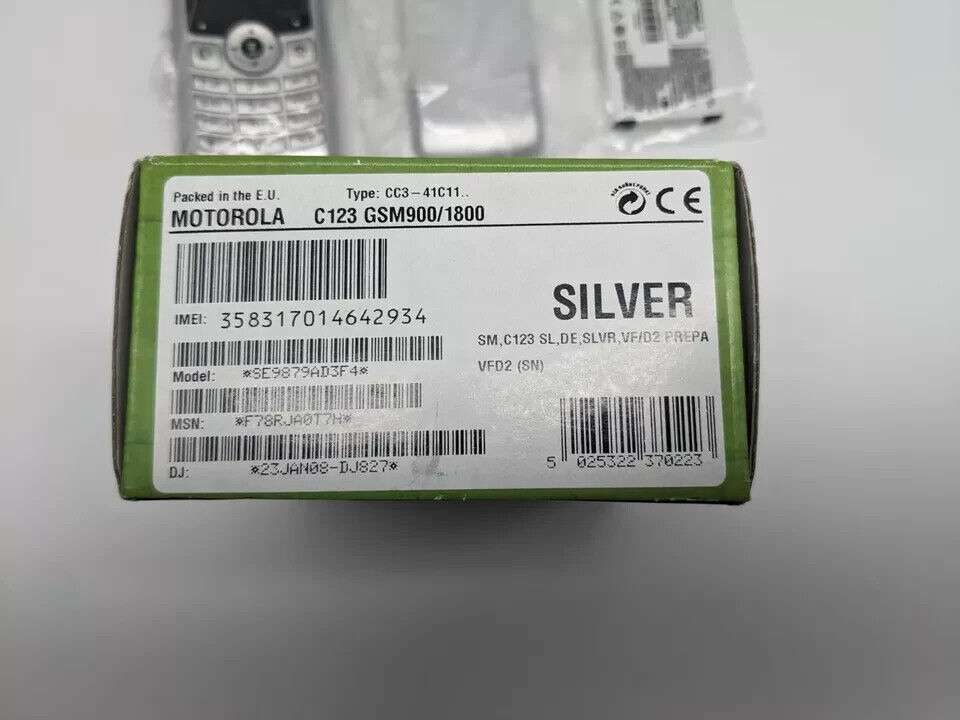 Packed in the E.U. Type: CC3-41C11..
MOTOROLA C123 GSM900/1800
CE
SILVER
IMEI: 358317014642934
SM,C123 SL,DE,SLVR,VF/D2 PREPA
VFD2 (SN)
Model: *SE9879AD3F4*
MSN: *F78RJA0T7H*
DJ: *23JAN08-DJ827*
5 025322 370223